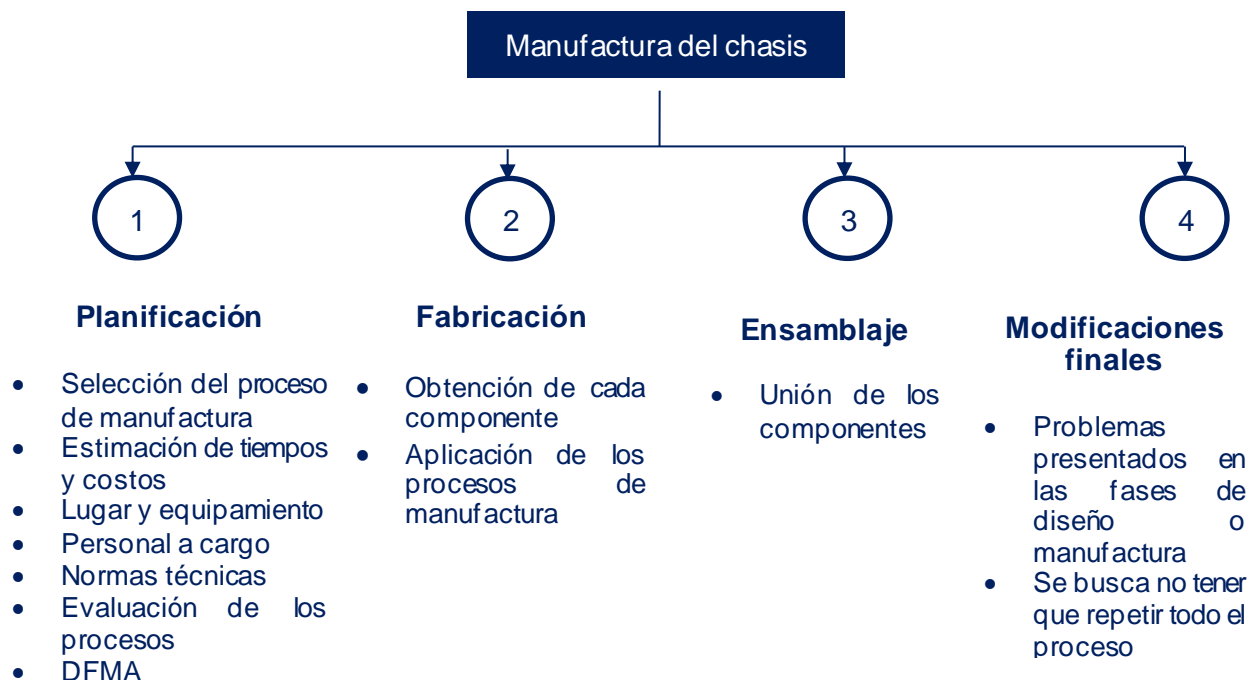 Manufactura del chasis
1
2
3
4
Planificación
Selección del proceso
de manufactura
Estimación de tiempos
y costos
Lugar y equipamiento
Personal a cargo
Normas técnicas
Evaluación de los
procesos
DFMA
Fabricación
Obtención de cada
componente
Aplicación de los
procesos de
manufactura
Ensamblaje
Unión de los
componentes
Modificaciones
finales
Problemas
presentados en
las fases de
diseño o
manufactura
Se busca no tener
que repetir todo el
proceso